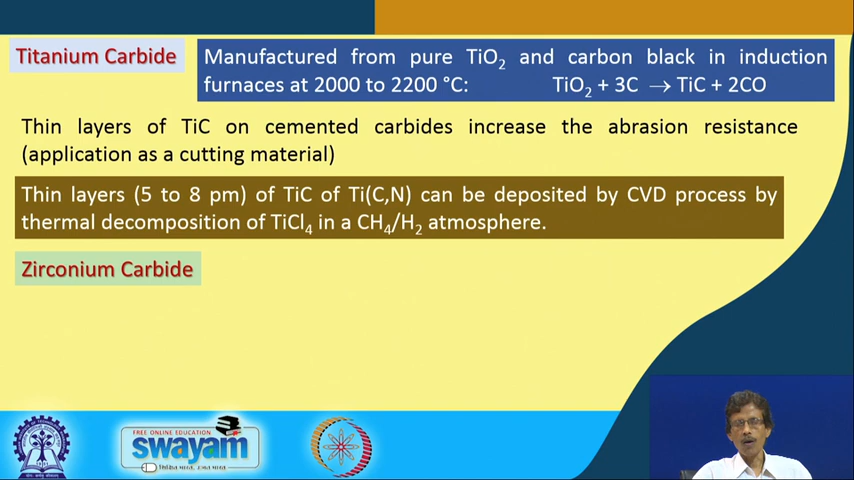 Titanium Carbide
Manufactured from pure TiO₂ and carbon black in induction
furnaces at 2000 to 2200 °C: TiO₂ + 3C → TiC + 2CO
Thin layers of TiC on cemented carbides increase the abrasion resistance
(application as a cutting material)
Thin layers (5 to 8 pm) of TiC of Ti(C,N) can be deposited by CVD process by
thermal decomposition of TiCl₄ in a CH₄/H₂ atmosphere.
Zirconium Carbide
FREE ONLINE EDUCATION
swayam